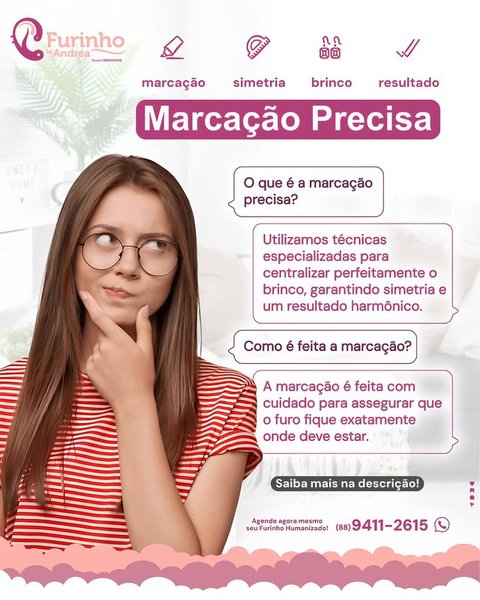 Furinho
by Andréa
marcação
simetria
brinco
resultado
Marcação Precisa
O que é a marcação
precisa?
Utilizamos técnicas
especializadas para
centralizar perfeitamente o
brinco, garantindo simetria e
um resultado harmônico.
Como é feita a marcação?
A marcação é feita com
cuidado para assegurar que
o furo fique exatamente
onde deve estar.
Saiba mais na descrição!
Agende agora mesmo
seu Furinho Humanizado!
(88)9411-2615